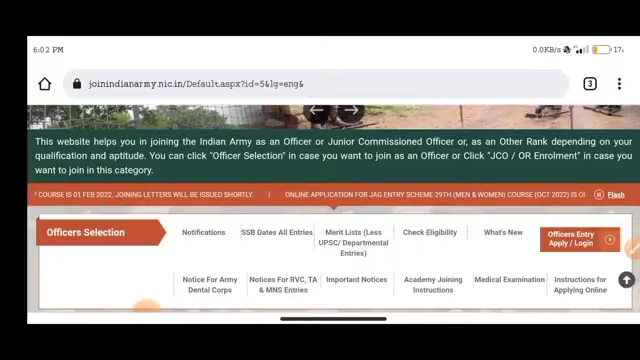 6:02 PM
0.0KB/s
17
joinindianarmy.nic.in/Default.aspx?id=5&lg=eng&
3
This website helps you in joining the Indian Army as an Officer or Junior Commissioned Officer or, as an Other Rank depending on your
qualification and aptitude. You can click 'Officer Selection' in case you want to join as an Officer or Click 'JCO / OR Enrolment' in case you
want to join in this category.
COURSE IS 01 FEB 2022. JOINING LETTERS WILL BE ISSUED SHORTLY.
ONLINE APPLICATION FOR JAG ENTRY SCHEME 29TH (MEN & WOMEN) COURSE (OCT 2022) IS
Flash
Officers Selection
Notifications
SSB Dates All Entries
Merit Lists (Less
UPSC/ Departmental
Entries)
Check Eligibility
What's New
Officers Entry
Apply / Login
Notice For Army
Dental Corps
Notices For RVC, TA
& MNS Entries
Important Notices
Academy Joining
Instructions
Medical Examination
Instructions for
Applying Online